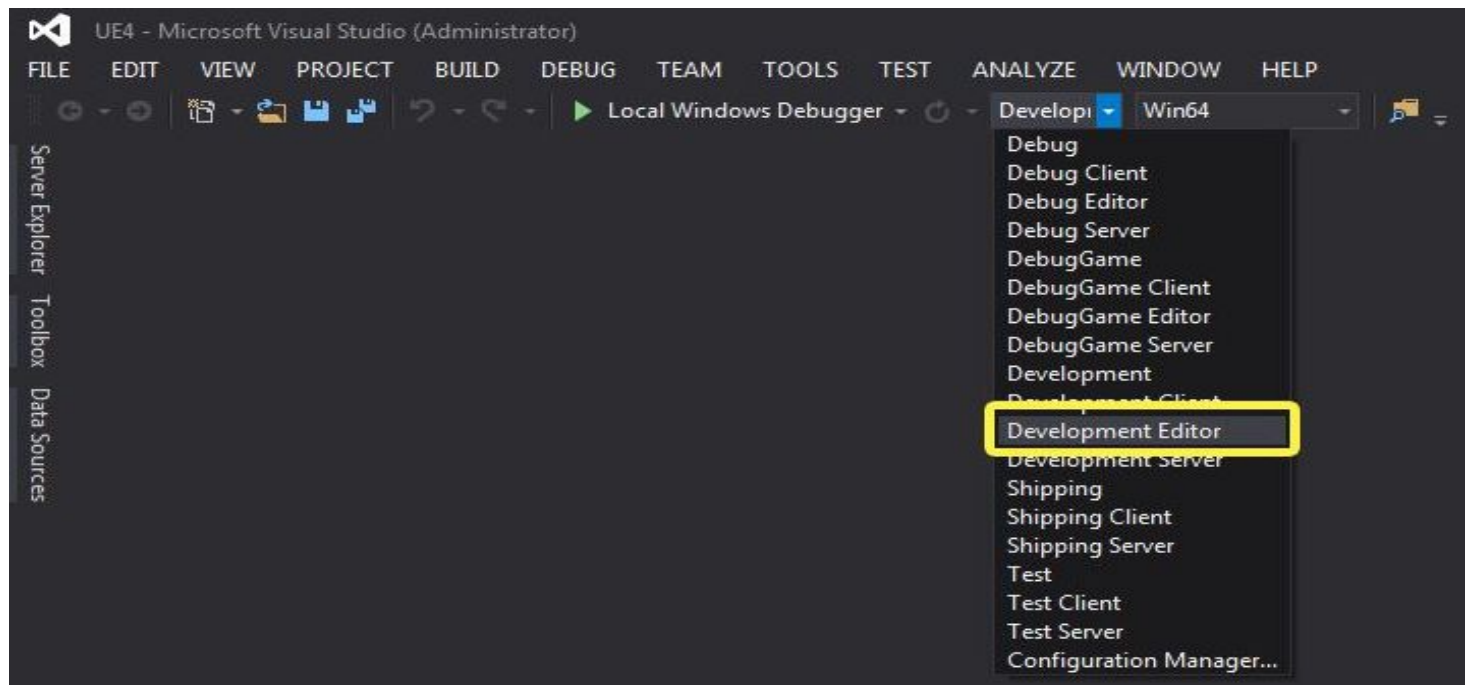 UE4 - Microsoft Visual Studio (Administrator)
FILE EDIT VIEW PROJECT BUILD DEBUG TEAM TOOLS TEST ANALYZE WINDOW HELP
Local Windows Debugger Developı Win64
Server Explorer
Toolbox
Data Sources
Debug
Debug Client
Debug Editor
Debug Server
DebugGame
DebugGame Client
DebugGame Editor
DebugGame Server
Development
Development Client
Development Editor
Development Server
Shipping
Shipping Client
Shipping Server
Test
Test Client
Test Server
Configuration Manager...